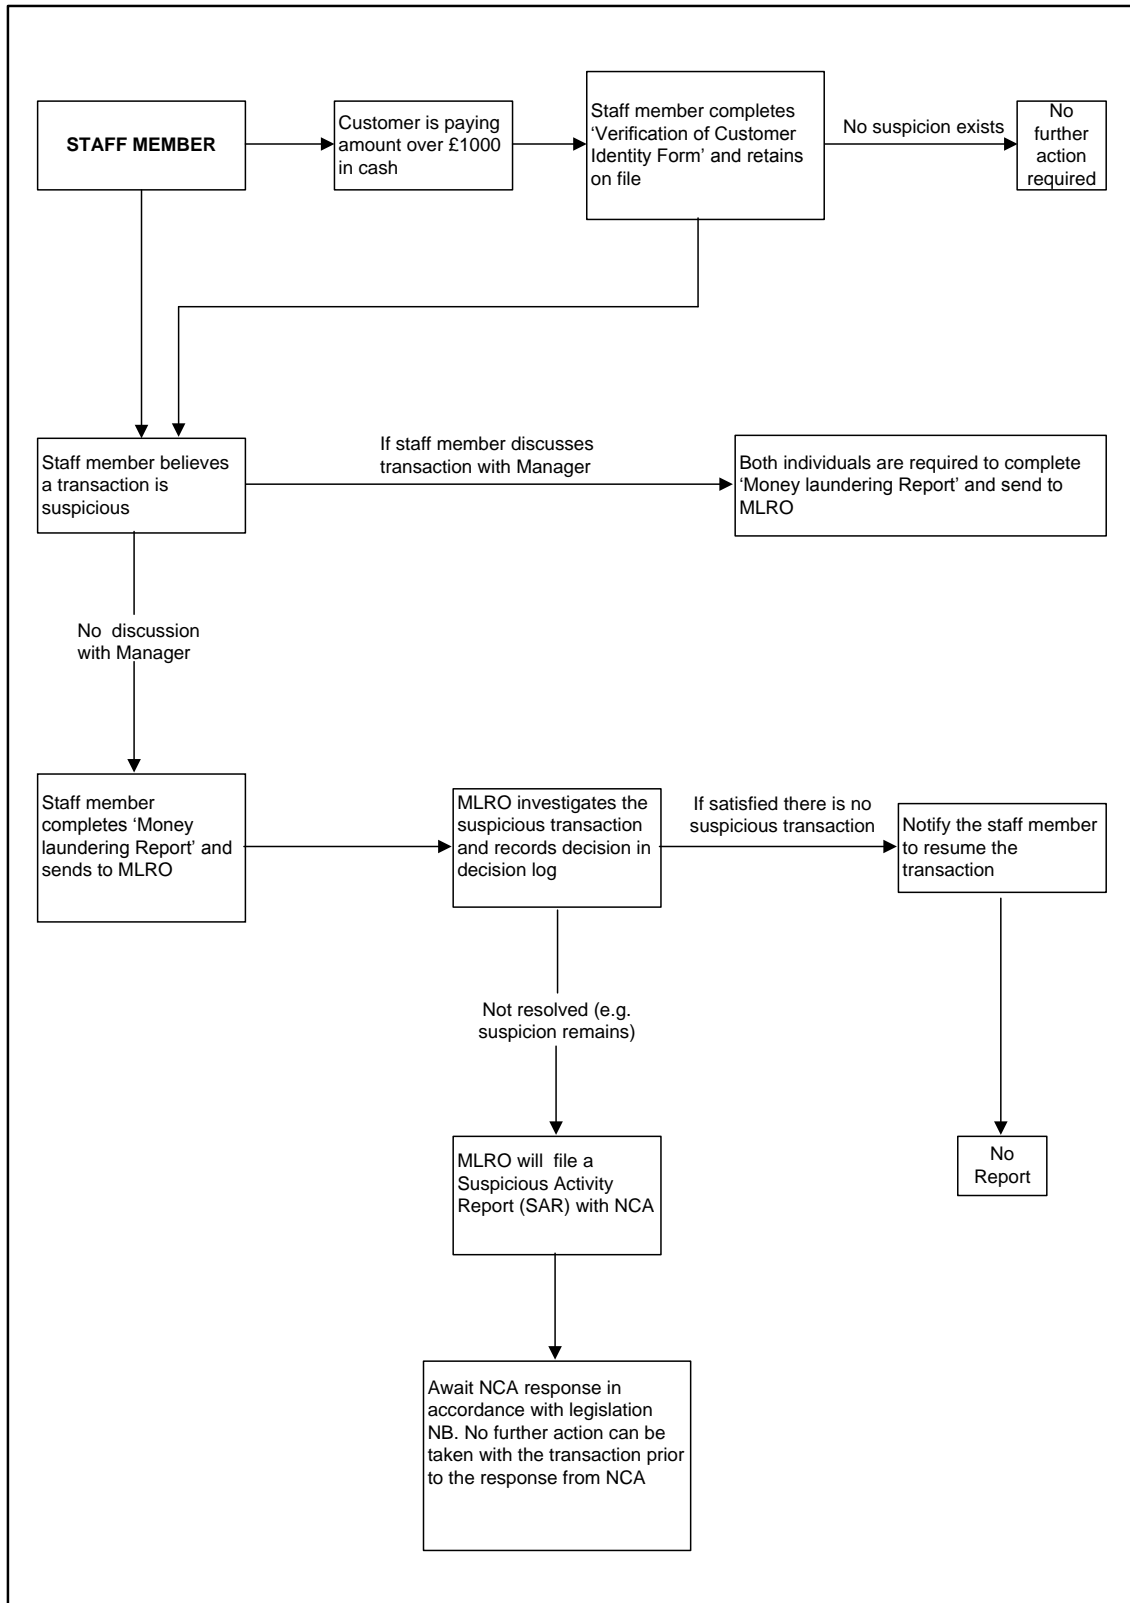 STAFF MEMBER
Customer is paying
amount over £1000
in cash
Staff member completes
‘Verification of Customer
Identity Form’ and retains
on file
No suspicion exists
No
further
action
required
Staff member believes
a transaction is
suspicious
If staff member discusses
transaction with Manager
Both individuals are required to complete
‘Money laundering Report’ and send to
MLRO
No  discussion
with Manager
Staff member
completes ‘Money
laundering Report’ and
sends to MLRO
MLRO investigates the
suspicious transaction
and records decision in
decision log
If satisfied there is no
suspicious transaction
Notify the staff member
to resume the
transaction
Not resolved (e.g.
suspicion remains)
MLRO will  file a
Suspicious Activity
Report (SAR) with NCA
No
Report
Await NCA response in
accordance with legislation
NB. No further action can be
taken with the transaction prior
to the response from NCA